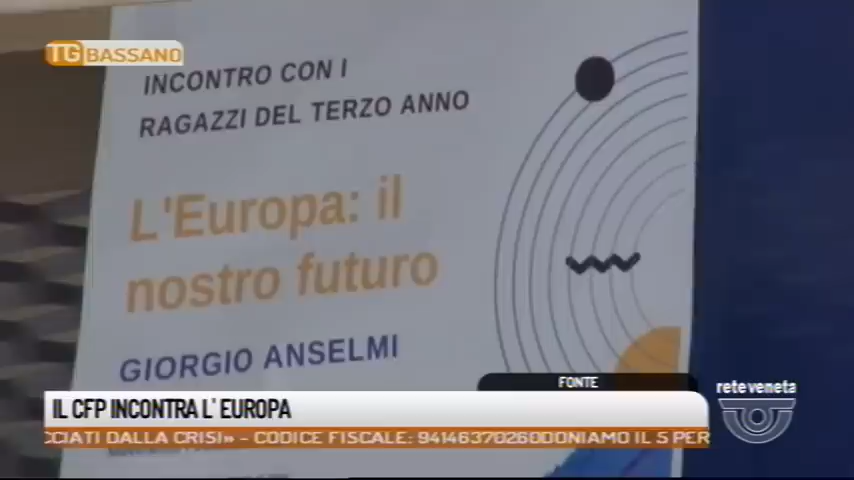 TG BASSANO
INCONTRO CON I
RAGAZZI DEL TERZO ANNO
L'Europa: il
nostro futuro
GIORGIO ANSELMI
FONTE
reteveneta
IL CFP INCONTRA L' EUROPA
CCIATI DALLA CRISI» - CODICE FISCALE: 94146370260DONIAMO IL 5 PER